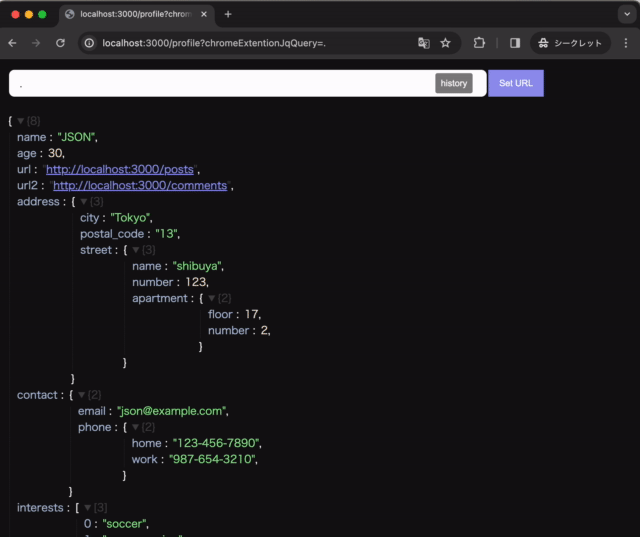 localhost:3000/profile?chrom
localhost:3000/profile?chromeExtentionJqQuery=.
シークレット
.
history
Set URL
{ ▼{8}
name : "JSON",
age : 30,
url : "http://localhost:3000/posts",
url2 : "http://localhost:3000/comments",
address : { ▼{3}
city : "Tokyo",
postal_code : "13",
street : { ▼{3}
name : "shibuya",
number : 123,
apartment : { ▼{2}
floor : 17,
number : 2,
}
}
}
contact : { ▼{2}
email : "json@example.com",
phone : { ▼{2}
home : "123-456-7890",
work : "987-654-3210",
}
}
interests : [ ▼{3}
0 : "soccer",